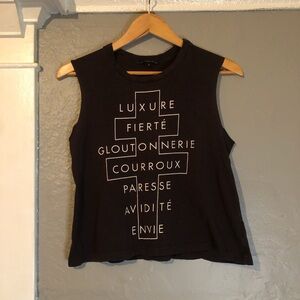 LUXURE
FIERTÉ
GLOUTONNERIE
COURROUX
PARESSE
AVIDITÉ
ENVIE